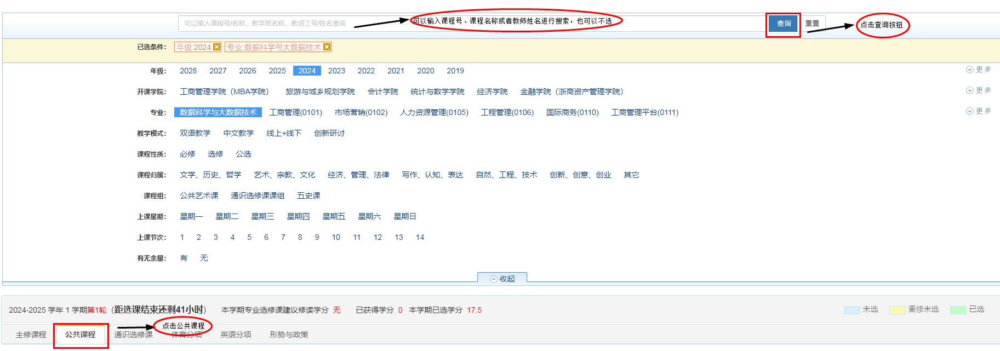 可以输入课程号/名称、教学班名称、教师工号/姓名查询 可以输入课程号、课程名称或者教师姓名进行搜索，也可以不选 查询 重置 点击查询按钮
已选条件： 年级:2024 专业:数据科学与大数据技术
年级： 2028 2027 2026 2025 2024 2023 2022 2021 2020 2019 更多
开课学院： 工商管理学院（MBA学院） 旅游与城乡规划学院 会计学院 统计与数学学院 经济学院 金融学院（浙商资产管理学院） 更多
专业： 数据科学与大数据技术 工商管理(0101) 市场营销(0102) 人力资源管理(0105) 工程管理(0106) 国际商务(0110) 工商管理平台(0111) 更多
教学模式： 双语教学 中文教学 线上+线下 创新研讨
课程性质： 必修 选修 公选
课程归属： 文学、历史、哲学 艺术、宗教、文化 经济、管理、法律 写作、认知、表达 自然、工程、技术 创新、创意、创业 其它
课程组： 公共艺术课 通识选修课课组 五史课
上课星期： 星期一 星期二 星期三 星期四 星期五 星期六 星期日
上课节次： 1 2 3 4 5 6 7 8 9 10 11 12 13 14
有无余量： 有 无
收起
2024-2025 学年 1 学期第1轮（距选课结束还剩41小时） 本学期专业选修课建议修读学分 无 已获得学分 0 本学期已选学分 17.5 未选 重修未选 已选
点击公共课程
主修课程 公共课程 通识选修课 体育分项 英语分项 形势与政策